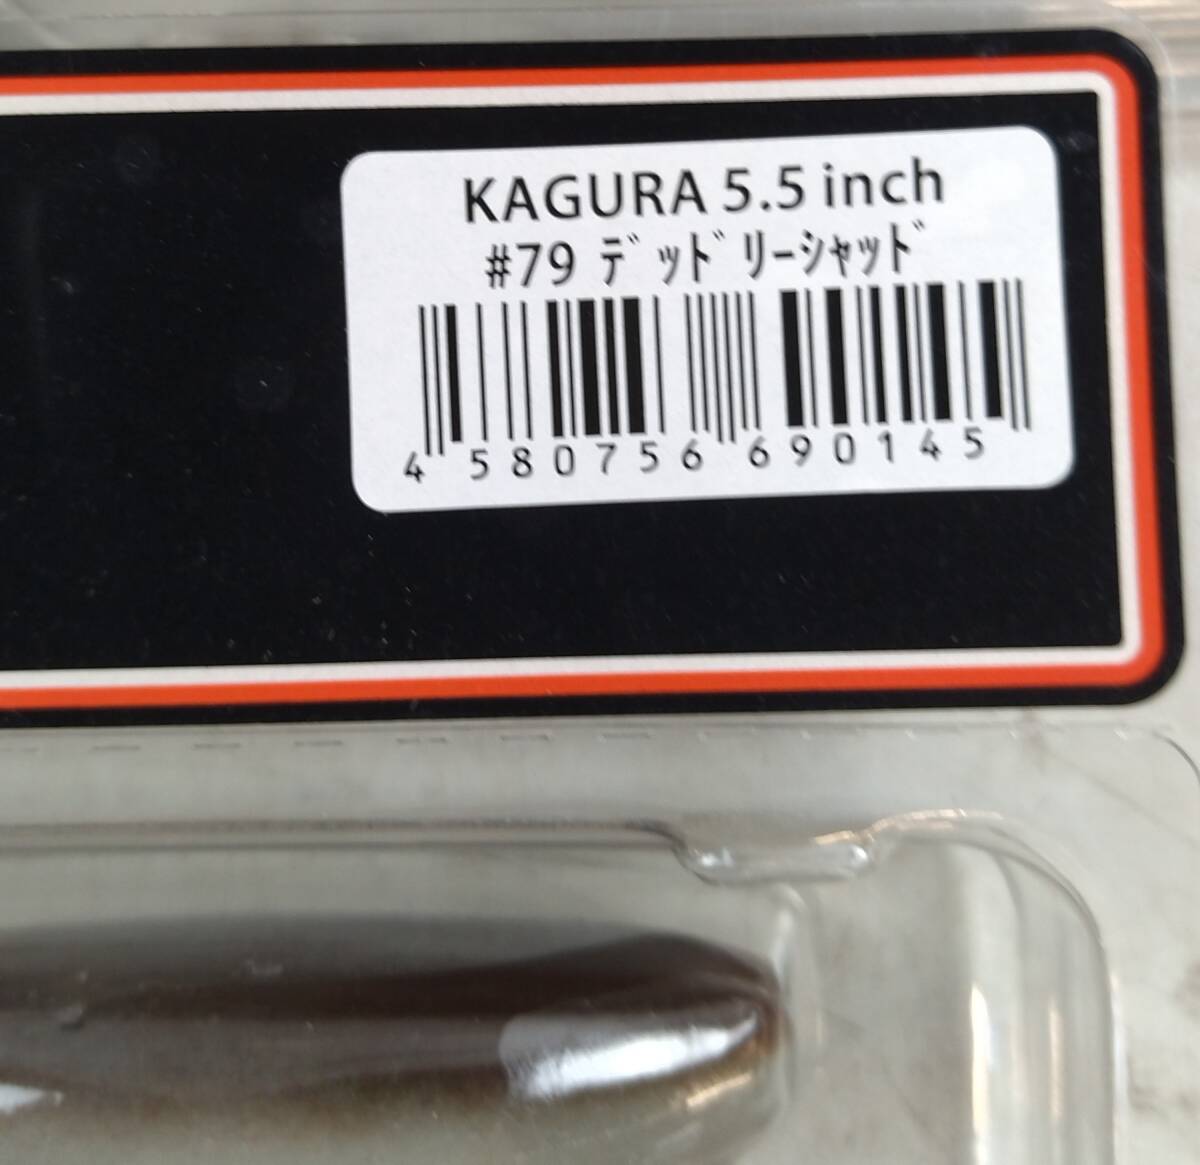 KAGURA 5.5 inch
#79 ﾃﾞｯﾄﾞﾘｰｼｬｯﾄﾞ
4 580756 690145